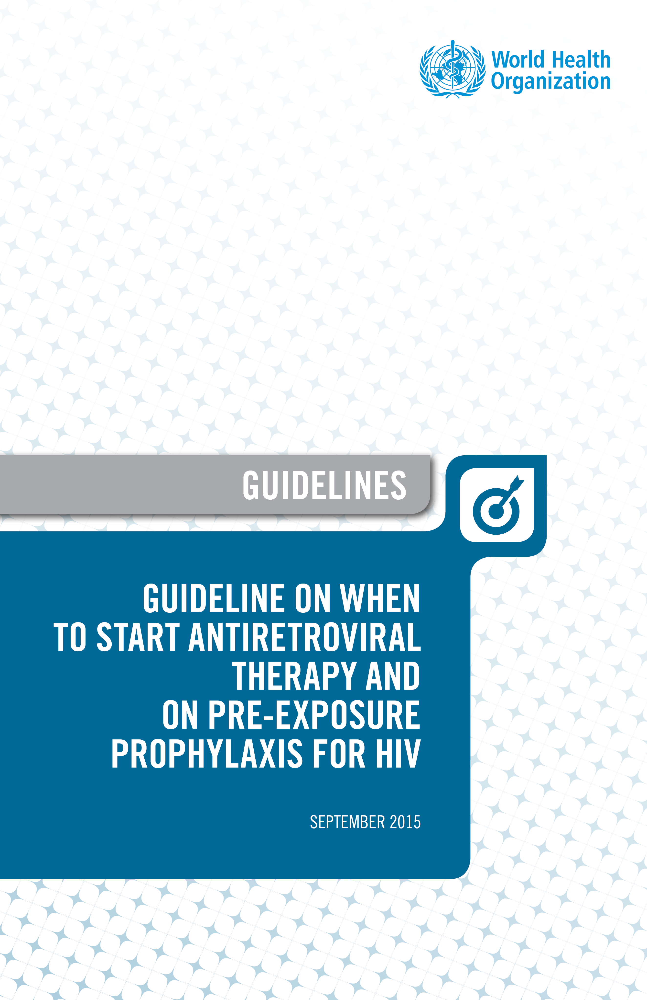 World Health
Organization
GUIDELINES
GUIDELINE ON WHEN
TO START ANTIRETROVIRAL
THERAPY AND
ON PRE-EXPOSURE
PROPHYLAXIS FOR HIV
SEPTEMBER 2015